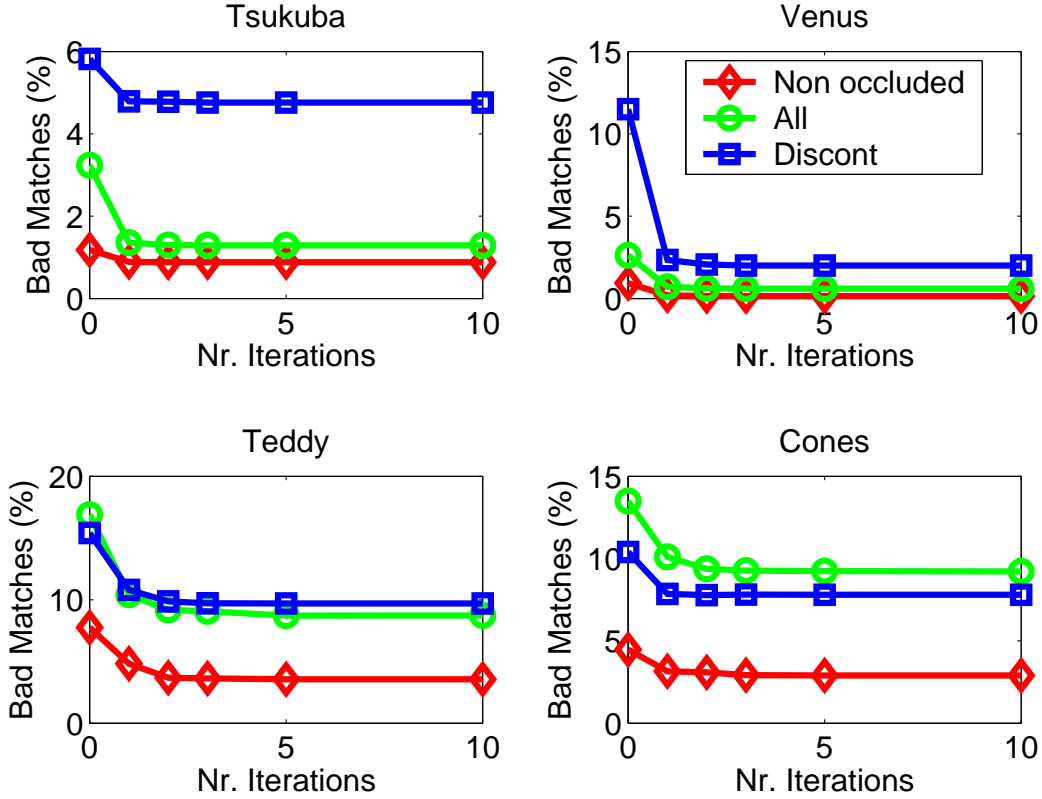 Tsukuba
Bad Matches (%)
6
4
2
0
0 5 10
Nr. Iterations
Venus
Bad Matches (%)
15
10
5
0
Non occluded
All
Discont
0 5 10
Nr. Iterations
Teddy
Bad Matches (%)
20
10
0
0 5 10
Nr. Iterations
Cones
Bad Matches (%)
15
10
5
0
0 5 10
Nr. Iterations